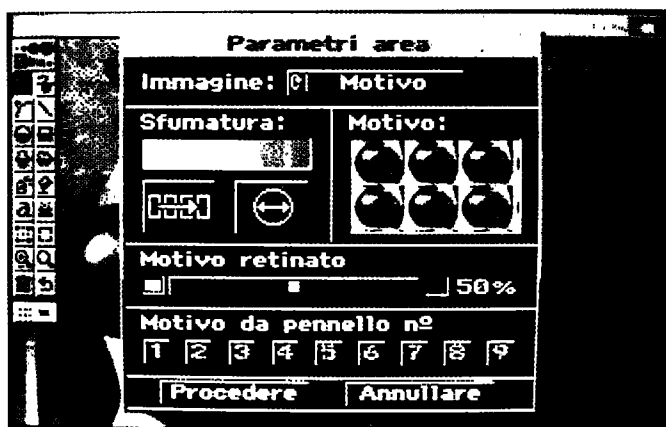 Parametri area
Immagine: Motivo
Sfumatura: Motivo:
Motivo retinato
50%
Motivo da pennello nº
1 2 3 4 5 6 7 8 9
Procedere Annullare